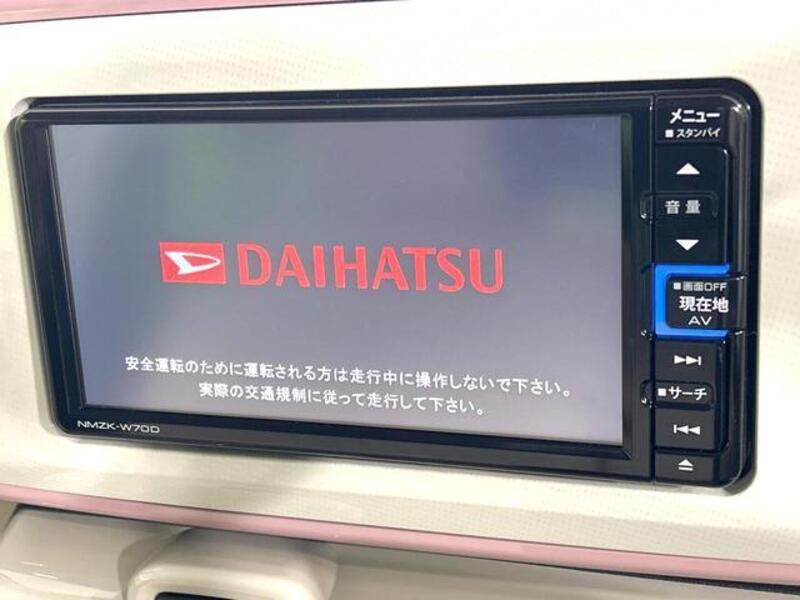 DAIHATSU
安全運転のために運転される方は走行中に操作しないで下さい。
実際の交通規制に従って走行して下さい。
NMZK-W70D
メニュー
■スタンバイ
音量
■画面OFF
現在地
AV
■サーチ